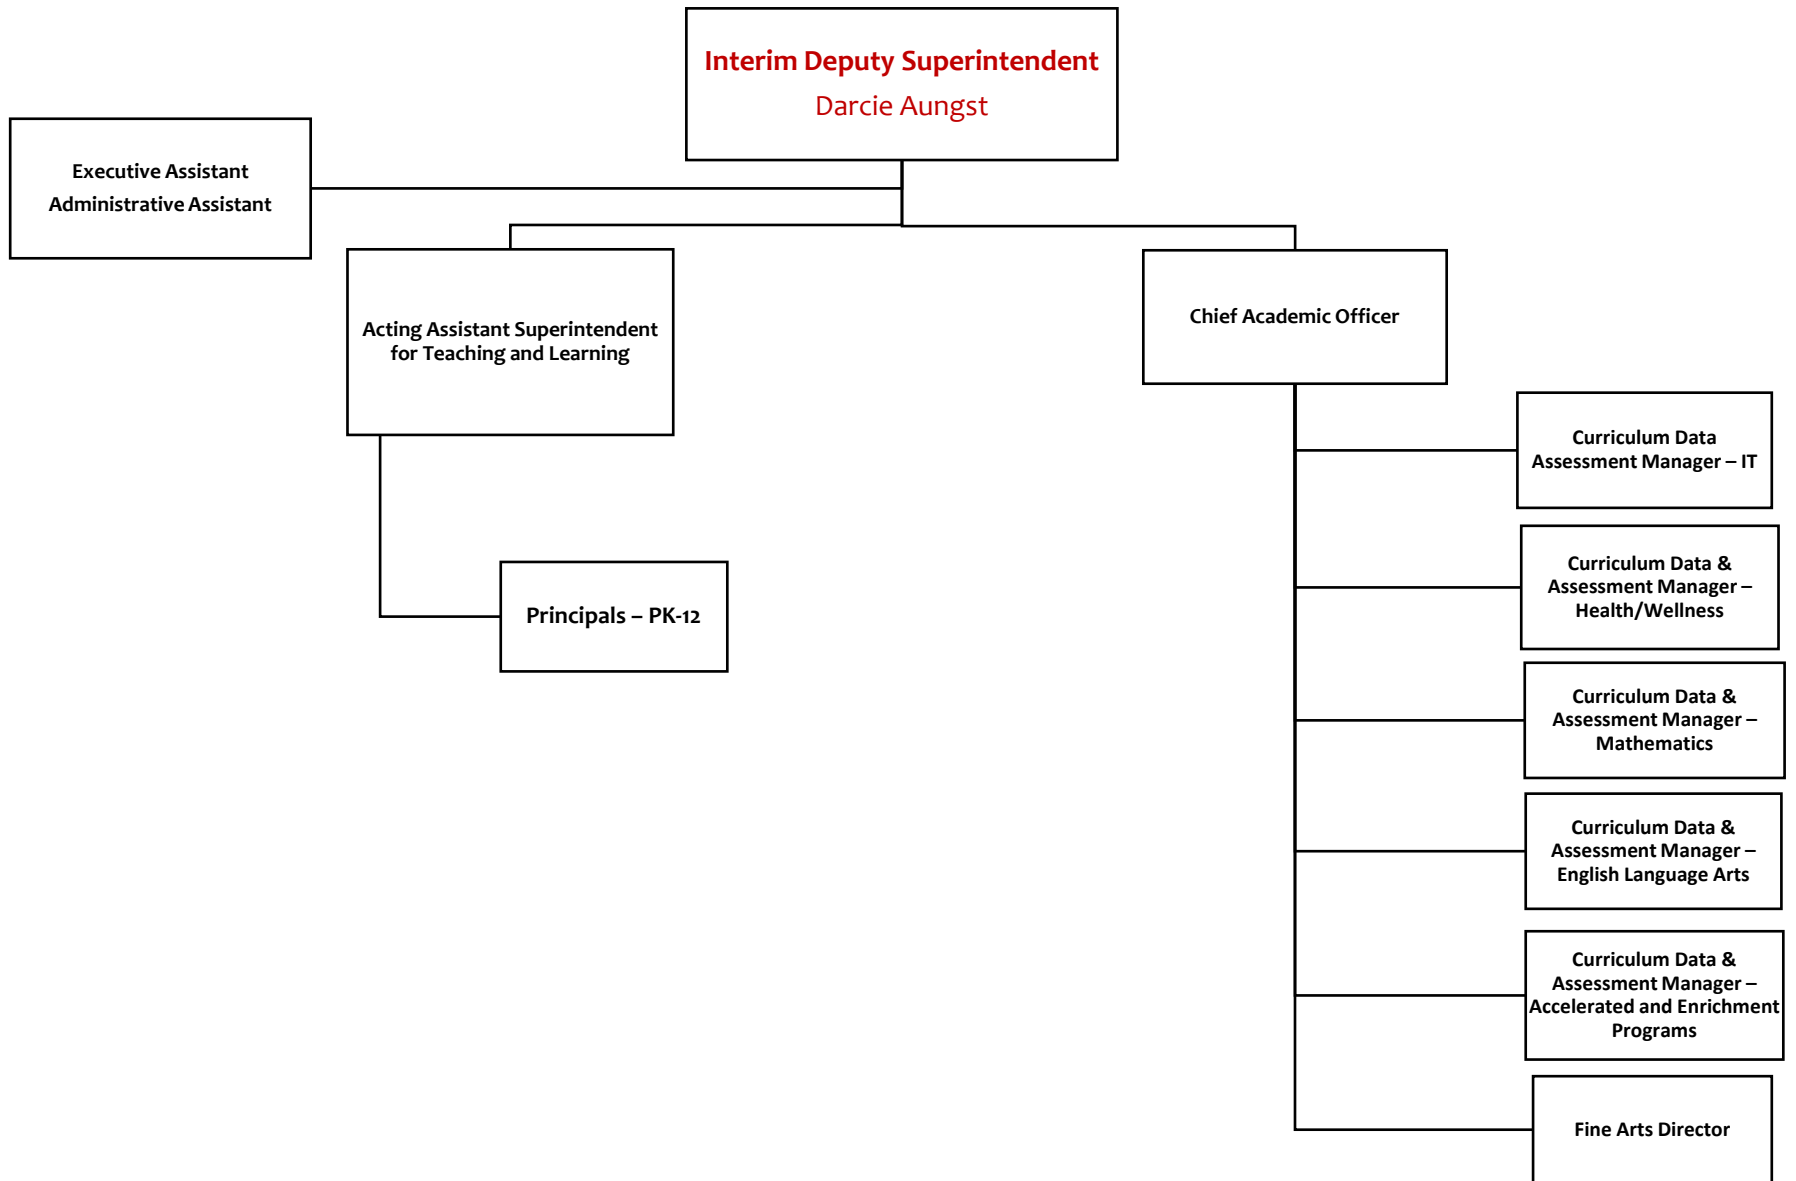 Interim Deputy Superintendent
Darcie Aungst
Executive Assistant
Administrative Assistant
Acting Assistant Superintendent
for Teaching and Learning
Chief Academic Officer
Principals – PK-12
Curriculum Data
Assessment Manager – IT
Curriculum Data &
Assessment Manager –
Health/Wellness
Curriculum Data &
Assessment Manager –
Mathematics
Curriculum Data &
Assessment Manager –
English Language Arts
Curriculum Data &
Assessment Manager –
Accelerated and Enrichment
Programs
Fine Arts Director